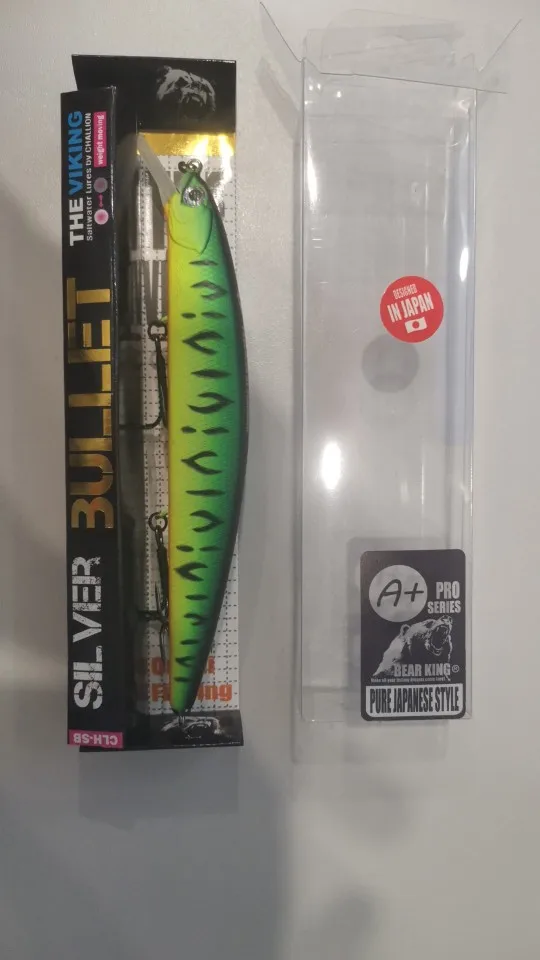 THE VIKING
Saltwater Lures by CHALLION
weight moving
SILVER BULLET
CLH-SB
DESIGNED
IN JAPAN
A+
PRO
SERIES
BEAR KING®
PURE JAPANESE STYLE